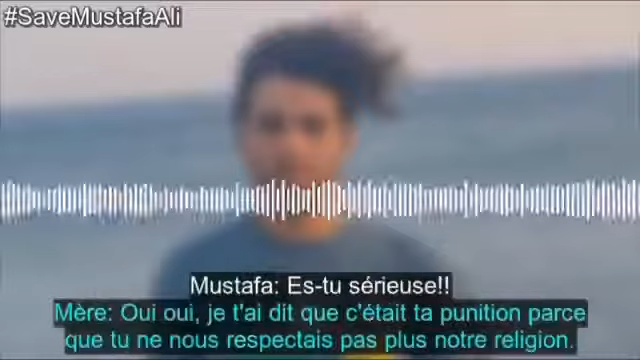 #SaveMustafaAli
Mustafa: Es-tu sérieuse!!
Mère: Oui oui, je t'ai dit que c'était ta punition parce
que tu ne nous respectais pas plus notre religion.